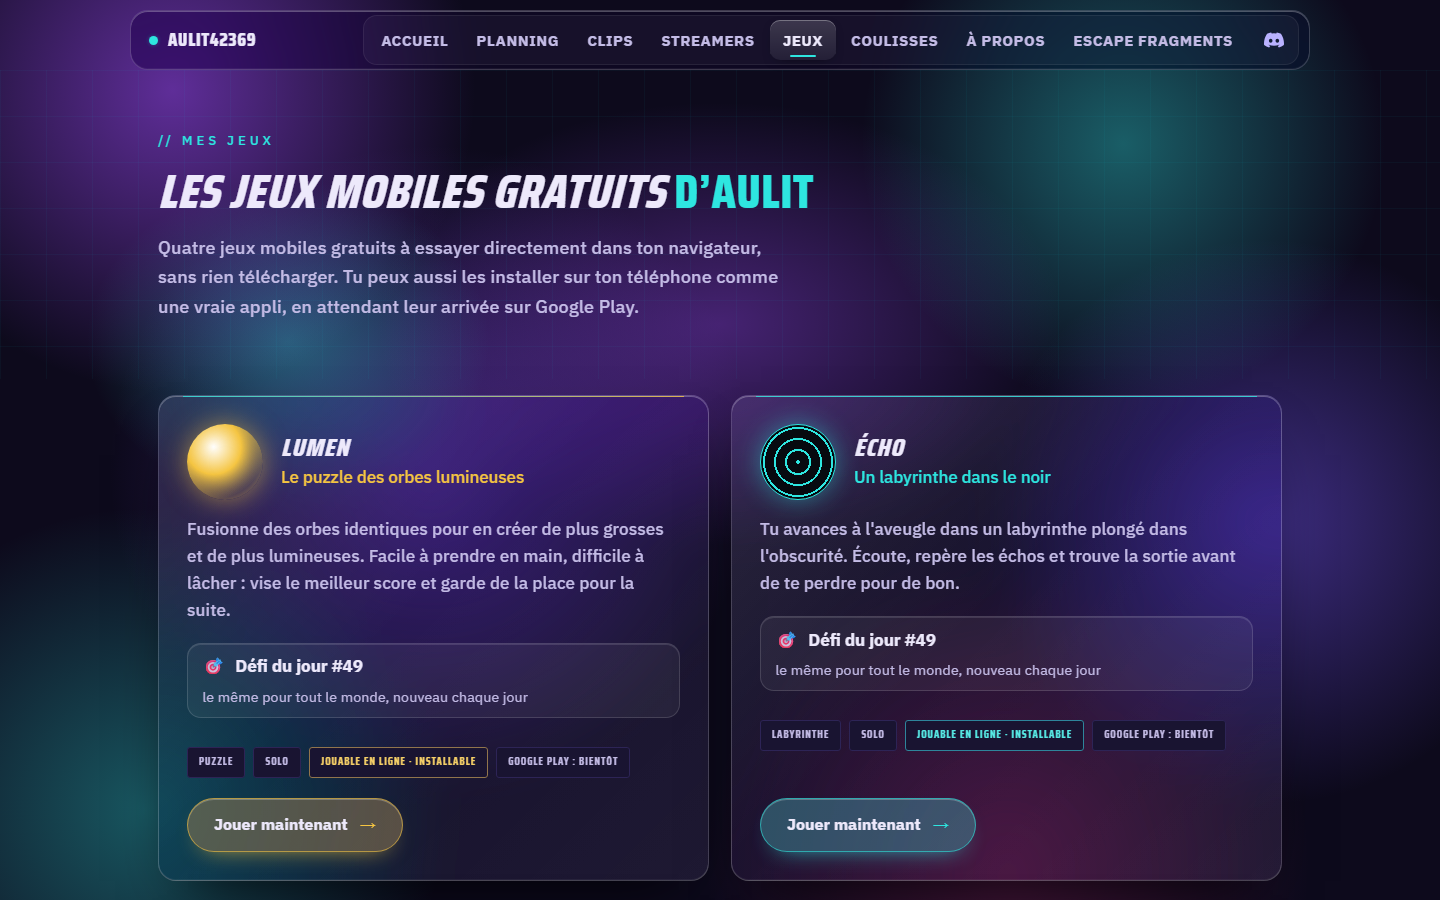 AULIT42369
ACCUEIL PLANNING CLIPS STREAMERS JEUX COULISSES À PROPOS ESCAPE FRAGMENTS
// MES JEUX
LES JEUX MOBILES GRATUITS D’AULIT
Quatre jeux mobiles gratuits à essayer directement dans ton navigateur,
sans rien télécharger. Tu peux aussi les installer sur ton téléphone comme
une vraie appli, en attendant leur arrivée sur Google Play.
LUMEN
Le puzzle des orbes lumineuses
Fusionne des orbes identiques pour en créer de plus grosses
et de plus lumineuses. Facile à prendre en main, difficile à
lâcher : vise le meilleur score et garde de la place pour la
suite.
Défi du jour #49
le même pour tout le monde, nouveau chaque jour
PUZZLE SOLO JOUABLE EN LIGNE · INSTALLABLE GOOGLE PLAY : BIENTÔT
Jouer maintenant →
ÉCHO
Un labyrinthe dans le noir
Tu avances à l'aveugle dans un labyrinthe plongé dans
l'obscurité. Écoute, repère les échos et trouve la sortie avant
de te perdre pour de bon.
Défi du jour #49
le même pour tout le monde, nouveau chaque jour
LABYRINTHE SOLO JOUABLE EN LIGNE · INSTALLABLE GOOGLE PLAY : BIENTÔT
Jouer maintenant →